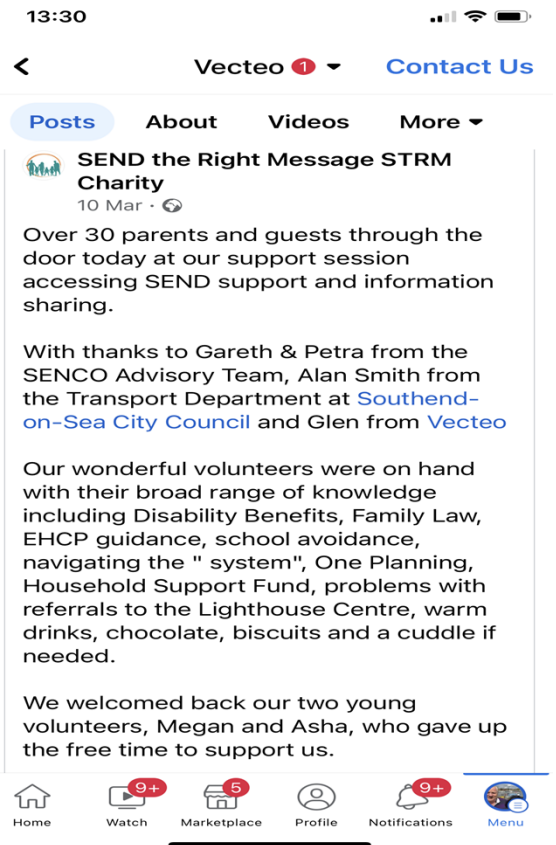 13:30
Vecteo 1
Contact Us
Posts
About
Videos
More
SEND the Right Message STRM
Charity
10 Mar ·
Over 30 parents and guests through the
door today at our support session
accessing SEND support and information
sharing.
With thanks to Gareth & Petra from the
SENCO Advisory Team, Alan Smith from
the Transport Department at Southend-
on-Sea City Council and Glen from Vecteo
Our wonderful volunteers were on hand
with their broad range of knowledge
including Disability Benefits, Family Law,
EHCP guidance, school avoidance,
navigating the " system", One Planning,
Household Support Fund, problems with
referrals to the Lighthouse Centre, warm
drinks, chocolate, biscuits and a cuddle if
needed.
We welcomed back our two young
volunteers, Megan and Asha, who gave up
the free time to support us.
9+
5
9+
Home
Watch
Marketplace
Profile
Notifications
Menu